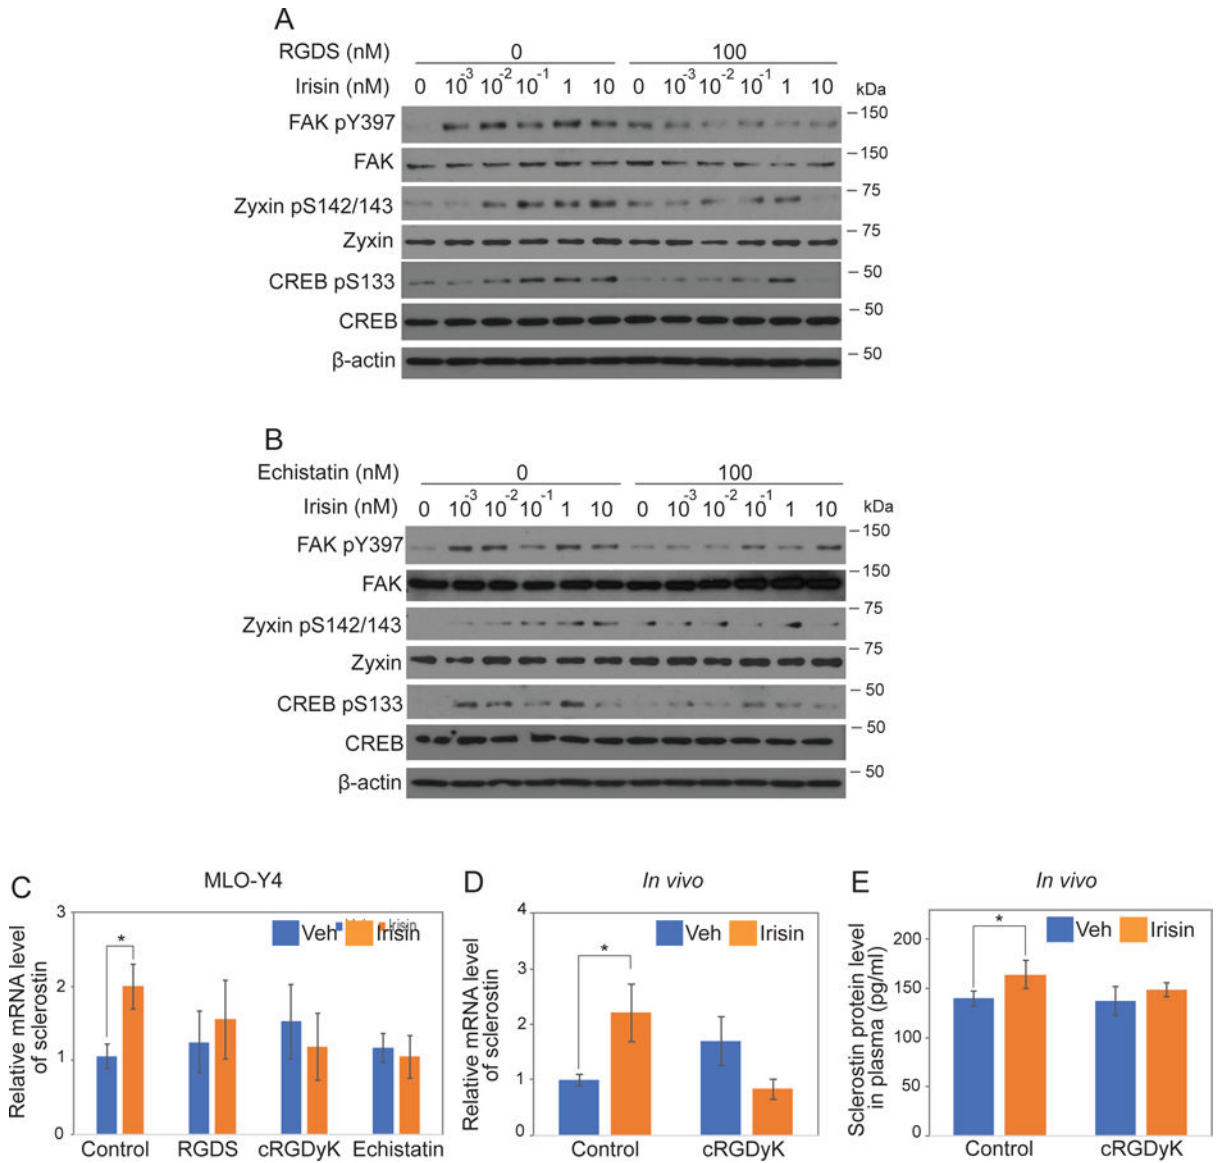 A
RGDS (nM) 0 100
Irisin (nM) 0 10-3 10-2 10-1 1 10 0 10-3 10-2 10-1 1 10 kDa
FAK pY397 – 150
FAK – 150
Zyxin pS142/143 – 75
Zyxin – 75
CREB pS133 – 50
CREB – 50
β-actin – 50
B
Echistatin (nM) 0 100
Irisin (nM) 0 10-3 10-2 10-1 1 10 0 10-3 10-2 10-1 1 10 kDa
FAK pY397 – 150
FAK – 150
Zyxin pS142/143 – 75
Zyxin – 75
CREB pS133 – 50
CREB – 50
β-actin – 50
C MLO-Y4
Relative mRNA level
of sclerostin
3
2
1
0
*
Veh Irisin
Control RGDS cRGDyK Echistatin
D In vivo
Relative mRNA level
of sclerostin
4
3
2
1
0
*
Veh Irisin
Control cRGDyK
E In vivo
Sclerostin protein level
in plasma (pg/ml)
200
150
100
50
0
*
Veh Irisin
Control cRGDyK